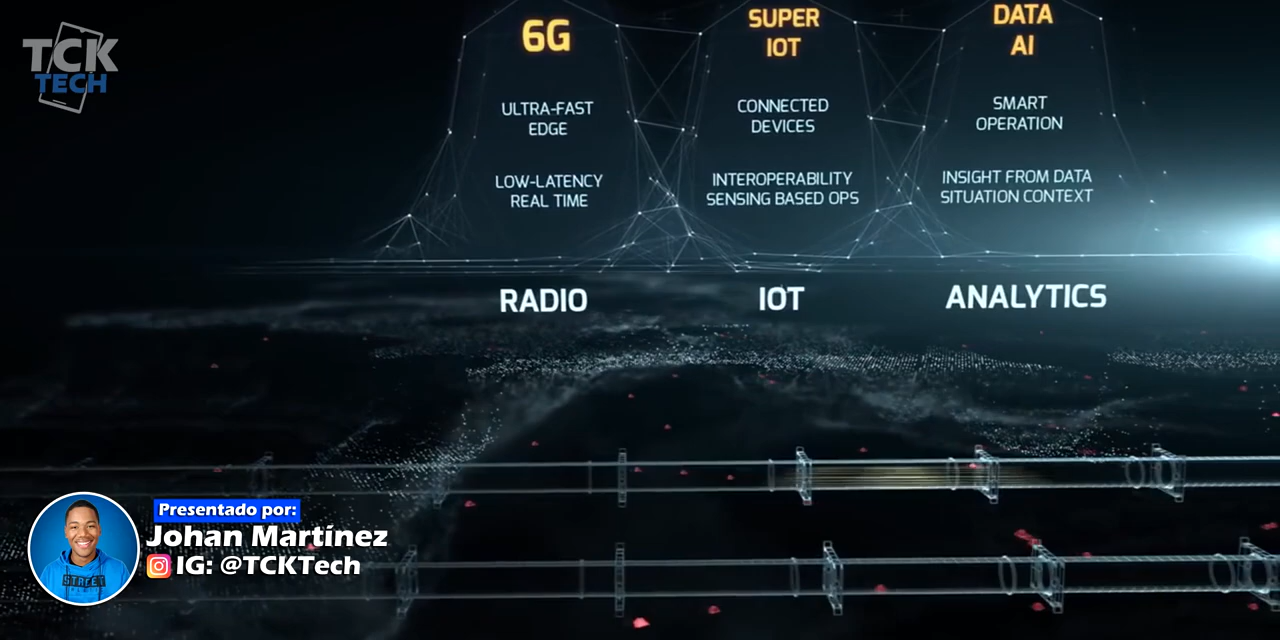 TCK
TECH
6G
ULTRA-FAST
EDGE
LOW-LATENCY
REAL TIME
RADIO
SUPER
IOT
CONNECTED
DEVICES
INTEROPERABILITY
SENSING BASED OPS
IOT
DATA
AI
SMART
OPERATION
INSIGHT FROM DATA
SITUATION CONTEXT
ANALYTICS
Presentado por:
Johan Martínez
IG: @TCKTech
STREET